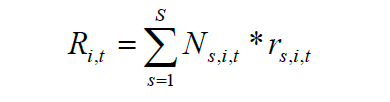 R_{i,t} = \sum_{s=1}^{S} N_{s,i,t} * r_{s,i,t}